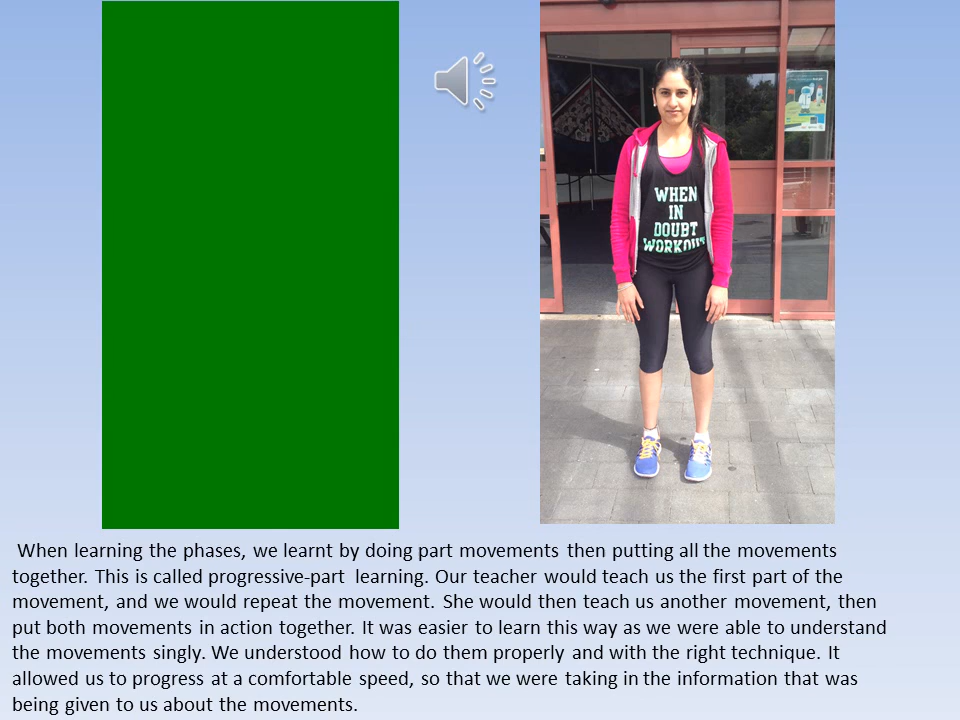 WHEN
IN
DOUBT
WORKOUT
When learning the phases, we learnt by doing part movements then putting all the movements
together. This is called progressive-part learning. Our teacher would teach us the first part of the
movement, and we would repeat the movement. She would then teach us another movement, then
put both movements in action together. It was easier to learn this way as we were able to understand
the movements singly. We understood how to do them properly and with the right technique. It
allowed us to progress at a comfortable speed, so that we were taking in the information that was
being given to us about the movements.